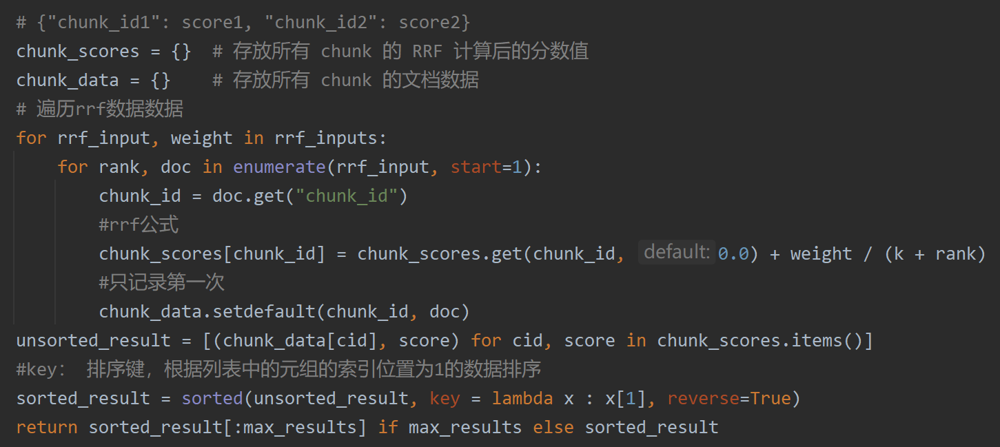 # {"chunk_id1": score1, "chunk_id2": score2}
chunk_scores = {}  # 存放所有 chunk 的 RRF 计算后的分数值
chunk_data = {}    # 存放所有 chunk 的文档数据
# 遍历rrf数据数据
for rrf_input, weight in rrf_inputs:
    for rank, doc in enumerate(rrf_input, start=1):
        chunk_id = doc.get("chunk_id")
        #rrf公式
        chunk_scores[chunk_id] = chunk_scores.get(chunk_id, default: 0.0) + weight / (k + rank)
        #只记录第一次
        chunk_data.setdefault(chunk_id, doc)
unsorted_result = [(chunk_data[cid], score) for cid, score in chunk_scores.items()]
#key： 排序键，根据列表中的元组的索引位置为1的数据排序
sorted_result = sorted(unsorted_result, key = lambda x : x[1], reverse=True)
return sorted_result[:max_results] if max_results else sorted_result